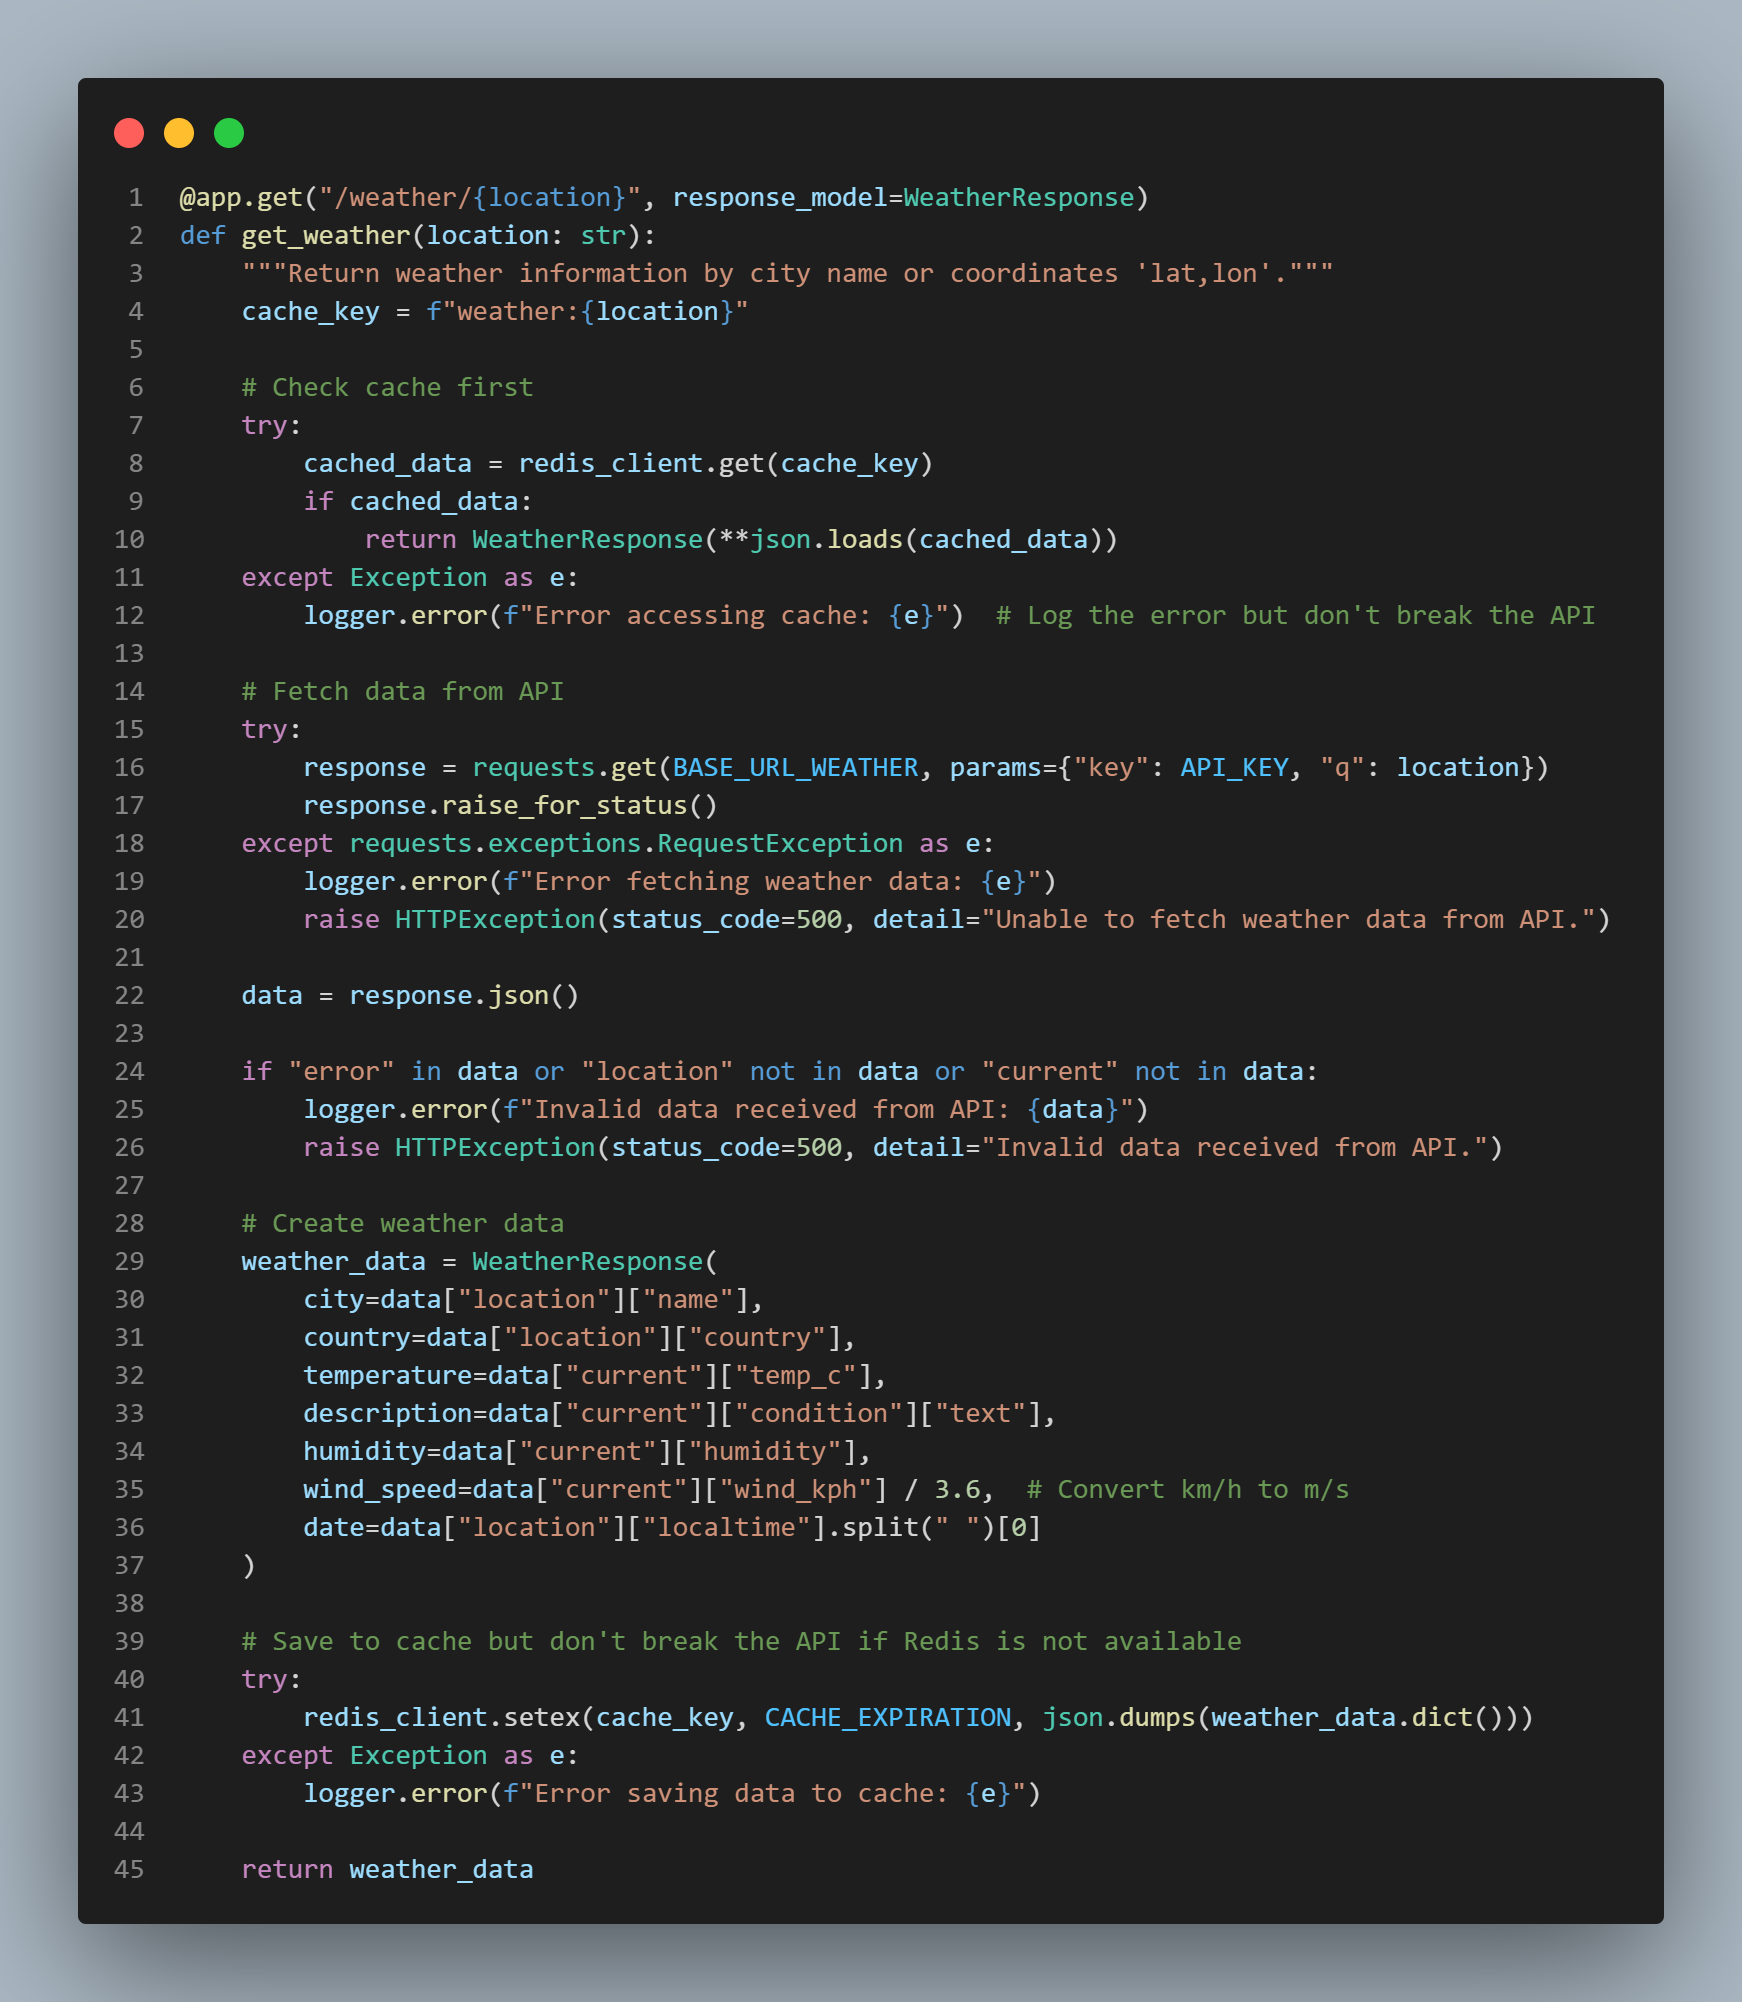 1 @app.get("/weather/{location}", response_model=WeatherResponse)
2 def get_weather(location: str):
3     """Return weather information by city name or coordinates 'lat,lon'."""
4     cache_key = f"weather:{location}"
5
6     # Check cache first
7     try:
8         cached_data = redis_client.get(cache_key)
9         if cached_data:
10             return WeatherResponse(**json.loads(cached_data))
11     except Exception as e:
12         logger.error(f"Error accessing cache: {e}")  # Log the error but don't break the API
13
14     # Fetch data from API
15     try:
16         response = requests.get(BASE_URL_WEATHER, params={"key": API_KEY, "q": location})
17         response.raise_for_status()
18     except requests.exceptions.RequestException as e:
19         logger.error(f"Error fetching weather data: {e}")
20         raise HTTPException(status_code=500, detail="Unable to fetch weather data from API.")
21
22     data = response.json()
23
24     if "error" in data or "location" not in data or "current" not in data:
25         logger.error(f"Invalid data received from API: {data}")
26         raise HTTPException(status_code=500, detail="Invalid data received from API.")
27
28     # Create weather data
29     weather_data = WeatherResponse(
30         city=data["location"]["name"],
31         country=data["location"]["country"],
32         temperature=data["current"]["temp_c"],
33         description=data["current"]["condition"]["text"],
34         humidity=data["current"]["humidity"],
35         wind_speed=data["current"]["wind_kph"] / 3.6,  # Convert km/h to m/s
36         date=data["location"]["localtime"].split(" ")[0]
37     )
38
39     # Save to cache but don't break the API if Redis is not available
40     try:
41         redis_client.setex(cache_key, CACHE_EXPIRATION, json.dumps(weather_data.dict()))
42     except Exception as e:
43         logger.error(f"Error saving data to cache: {e}")
44
45     return weather_data